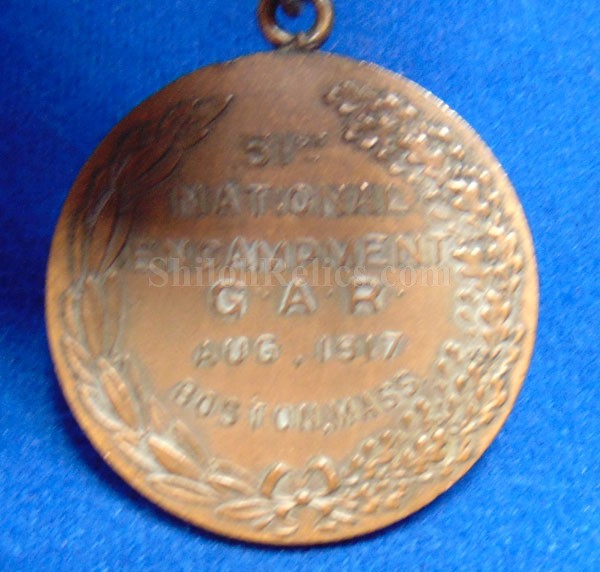 51ST
NATIONAL
ENCAMPMENT
G·A·R·
AUG. 1917
BOSTON, MASS.
ShilohRelics.com